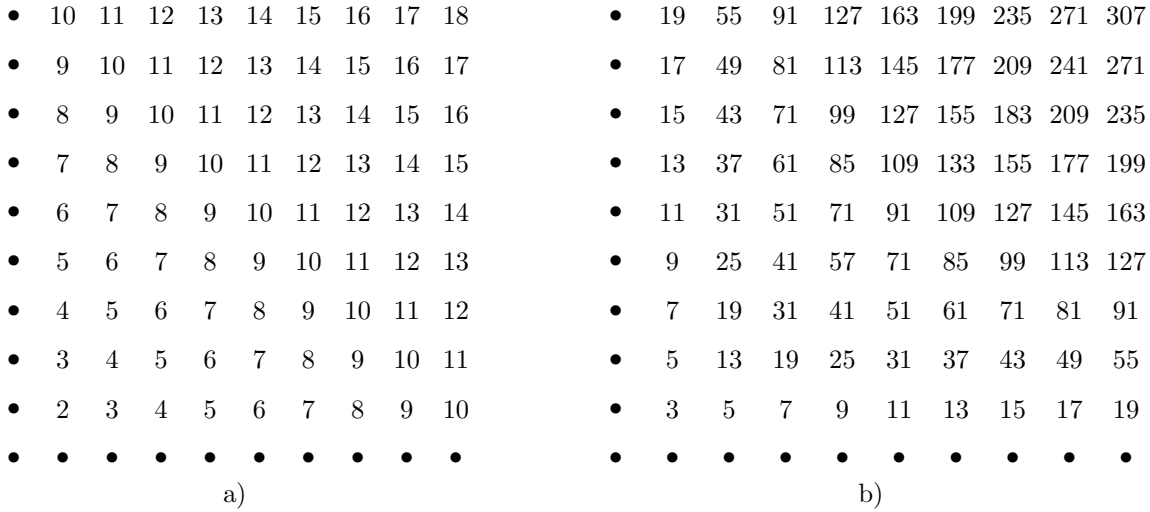 • 10 11 12 13 14 15 16 17 18 • 19 55 91 127 163 199 235 271 307
• 9 10 11 12 13 14 15 16 17 • 17 49 81 113 145 177 209 241 271
• 8 9 10 11 12 13 14 15 16 • 15 43 71 99 127 155 183 209 235
• 7 8 9 10 11 12 13 14 15 • 13 37 61 85 109 133 155 177 199
• 6 7 8 9 10 11 12 13 14 • 11 31 51 71 91 109 127 145 163
• 5 6 7 8 9 10 11 12 13 • 9 25 41 57 71 85 99 113 127
• 4 5 6 7 8 9 10 11 12 • 7 19 31 41 51 61 71 81 91
• 3 4 5 6 7 8 9 10 11 • 5 13 19 25 31 37 43 49 55
• 2 3 4 5 6 7 8 9 10 • 3 5 7 9 11 13 15 17 19
• • • • • • • • • • • • • • • • • • • •
a) b)